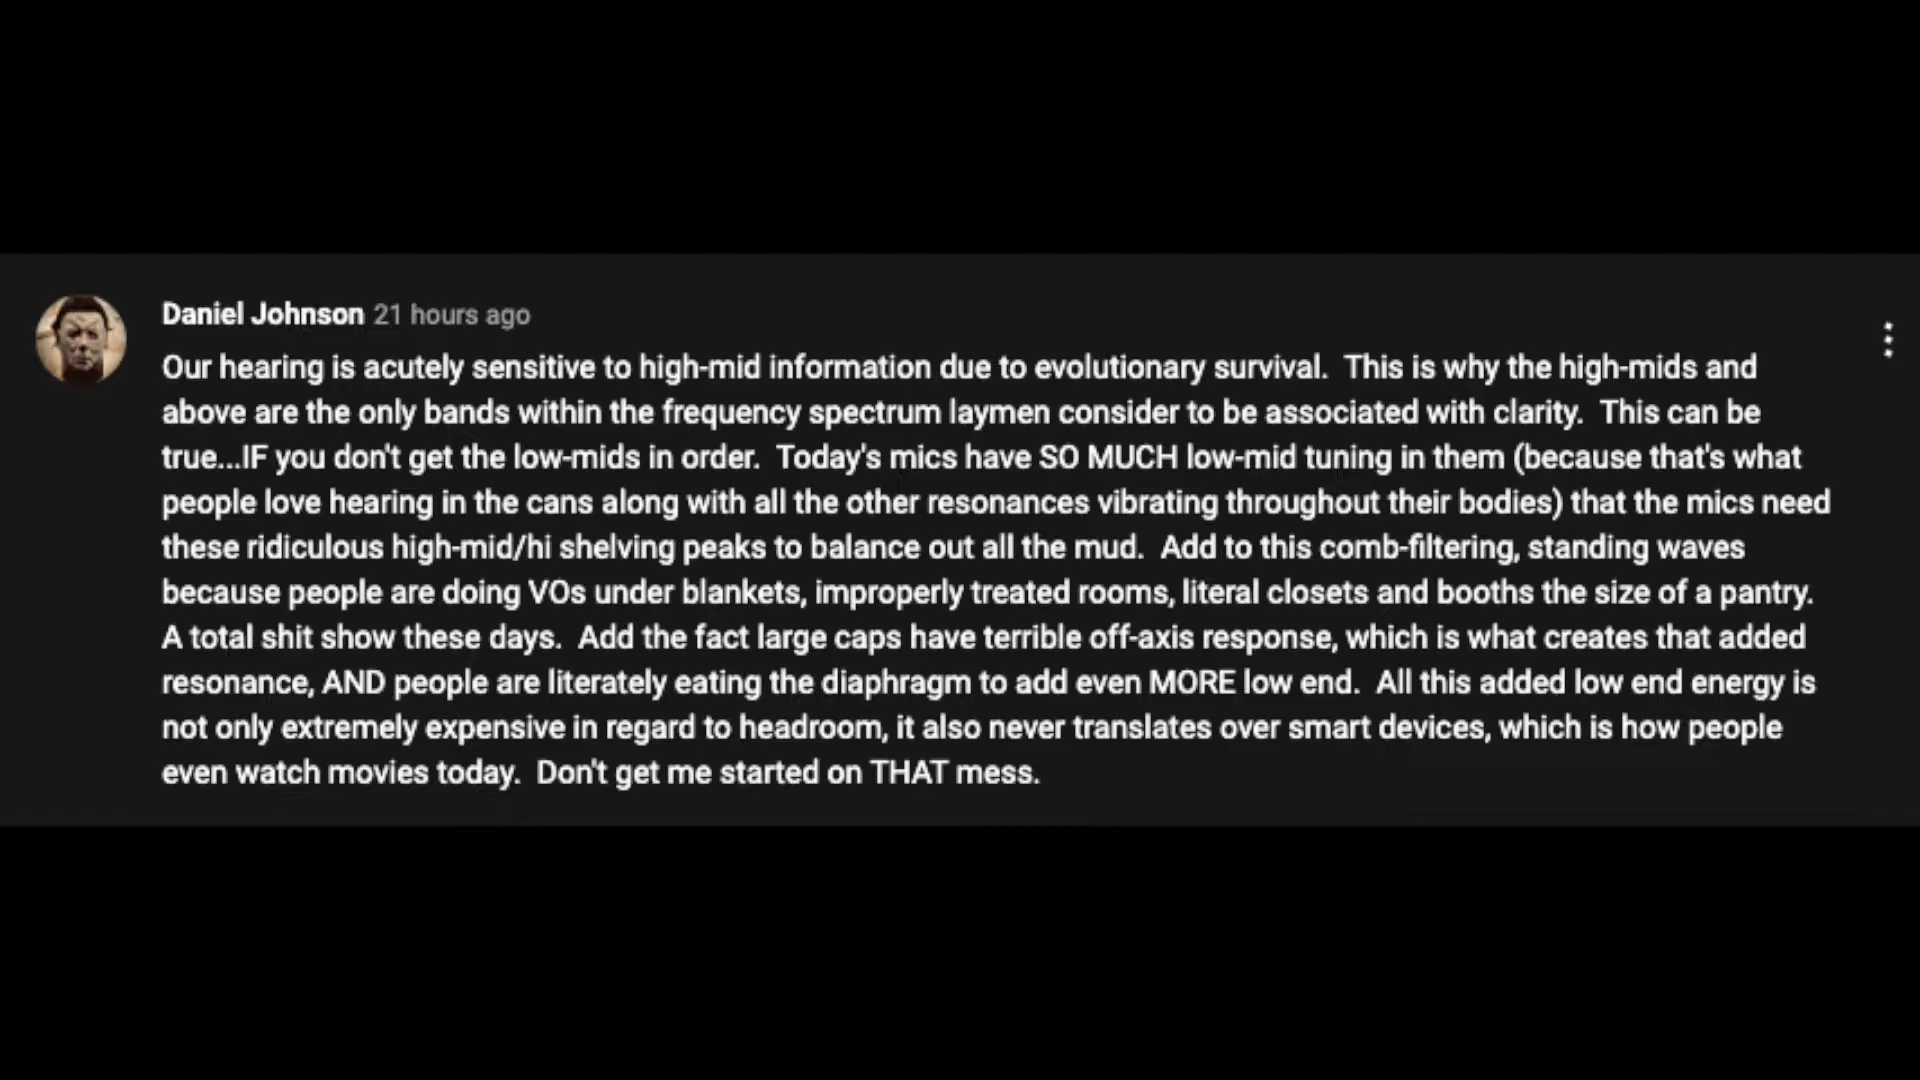 Daniel Johnson 21 hours ago
Our hearing is acutely sensitive to high-mid information due to evolutionary survival.  This is why the high-mids and
above are the only bands within the frequency spectrum laymen consider to be associated with clarity.  This can be
true...IF you don't get the low-mids in order.  Today's mics have SO MUCH low-mid tuning in them (because that's what
people love hearing in the cans along with all the other resonances vibrating throughout their bodies) that the mics need
these ridiculous high-mid/hi shelving peaks to balance out all the mud.  Add to this comb-filtering, standing waves
because people are doing VOs under blankets, improperly treated rooms, literal closets and booths the size of a pantry.
A total shit show these days.  Add the fact large caps have terrible off-axis response, which is what creates that added
resonance, AND people are literately eating the diaphragm to add even MORE low end.  All this added low end energy is
not only extremely expensive in regard to headroom, it also never translates over smart devices, which is how people
even watch movies today.  Don't get me started on THAT mess.